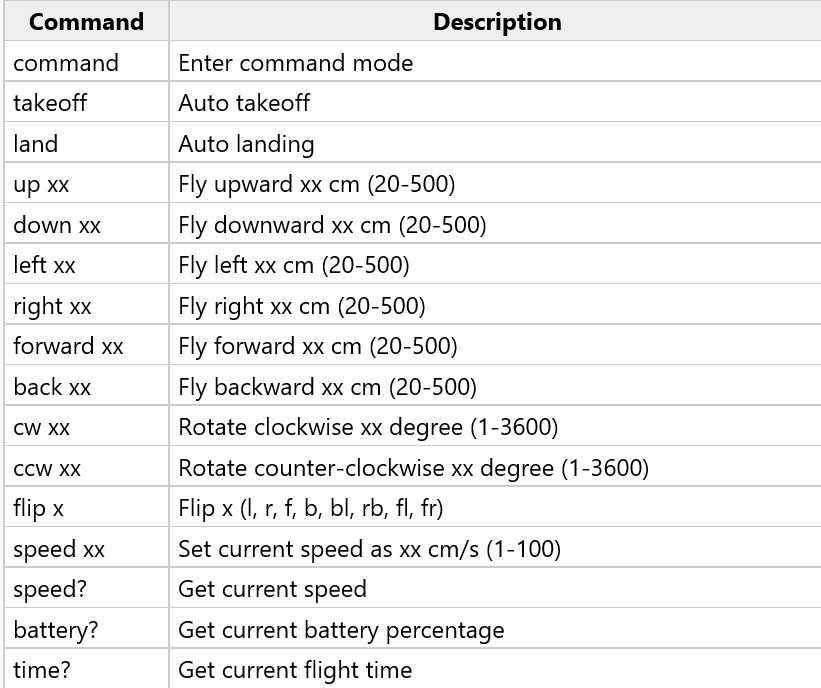 Command Description
command Enter command mode
takeoff Auto takeoff
land Auto landing
up xx Fly upward xx cm (20-500)
down xx Fly downward xx cm (20-500)
left xx Fly left xx cm (20-500)
right xx Fly right xx cm (20-500)
forward xx Fly forward xx cm (20-500)
back xx Fly backward xx cm (20-500)
cw xx Rotate clockwise xx degree (1-3600)
ccw xx Rotate counter-clockwise xx degree (1-3600)
flip x Flip x (l, r, f, b, bl, rb, fl, fr)
speed xx Set current speed as xx cm/s (1-100)
speed? Get current speed
battery? Get current battery percentage
time? Get current flight time